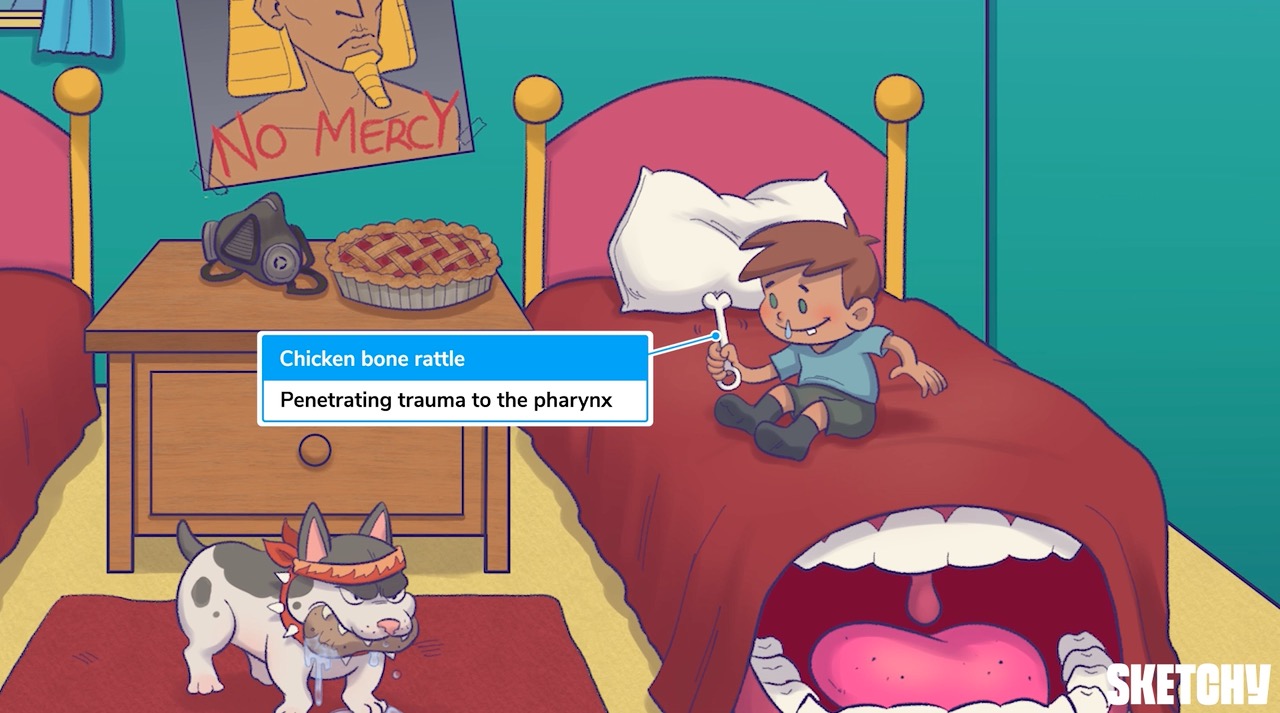 NO MERCY
Chicken bone rattle
Penetrating trauma to the pharynx
SKETCHY